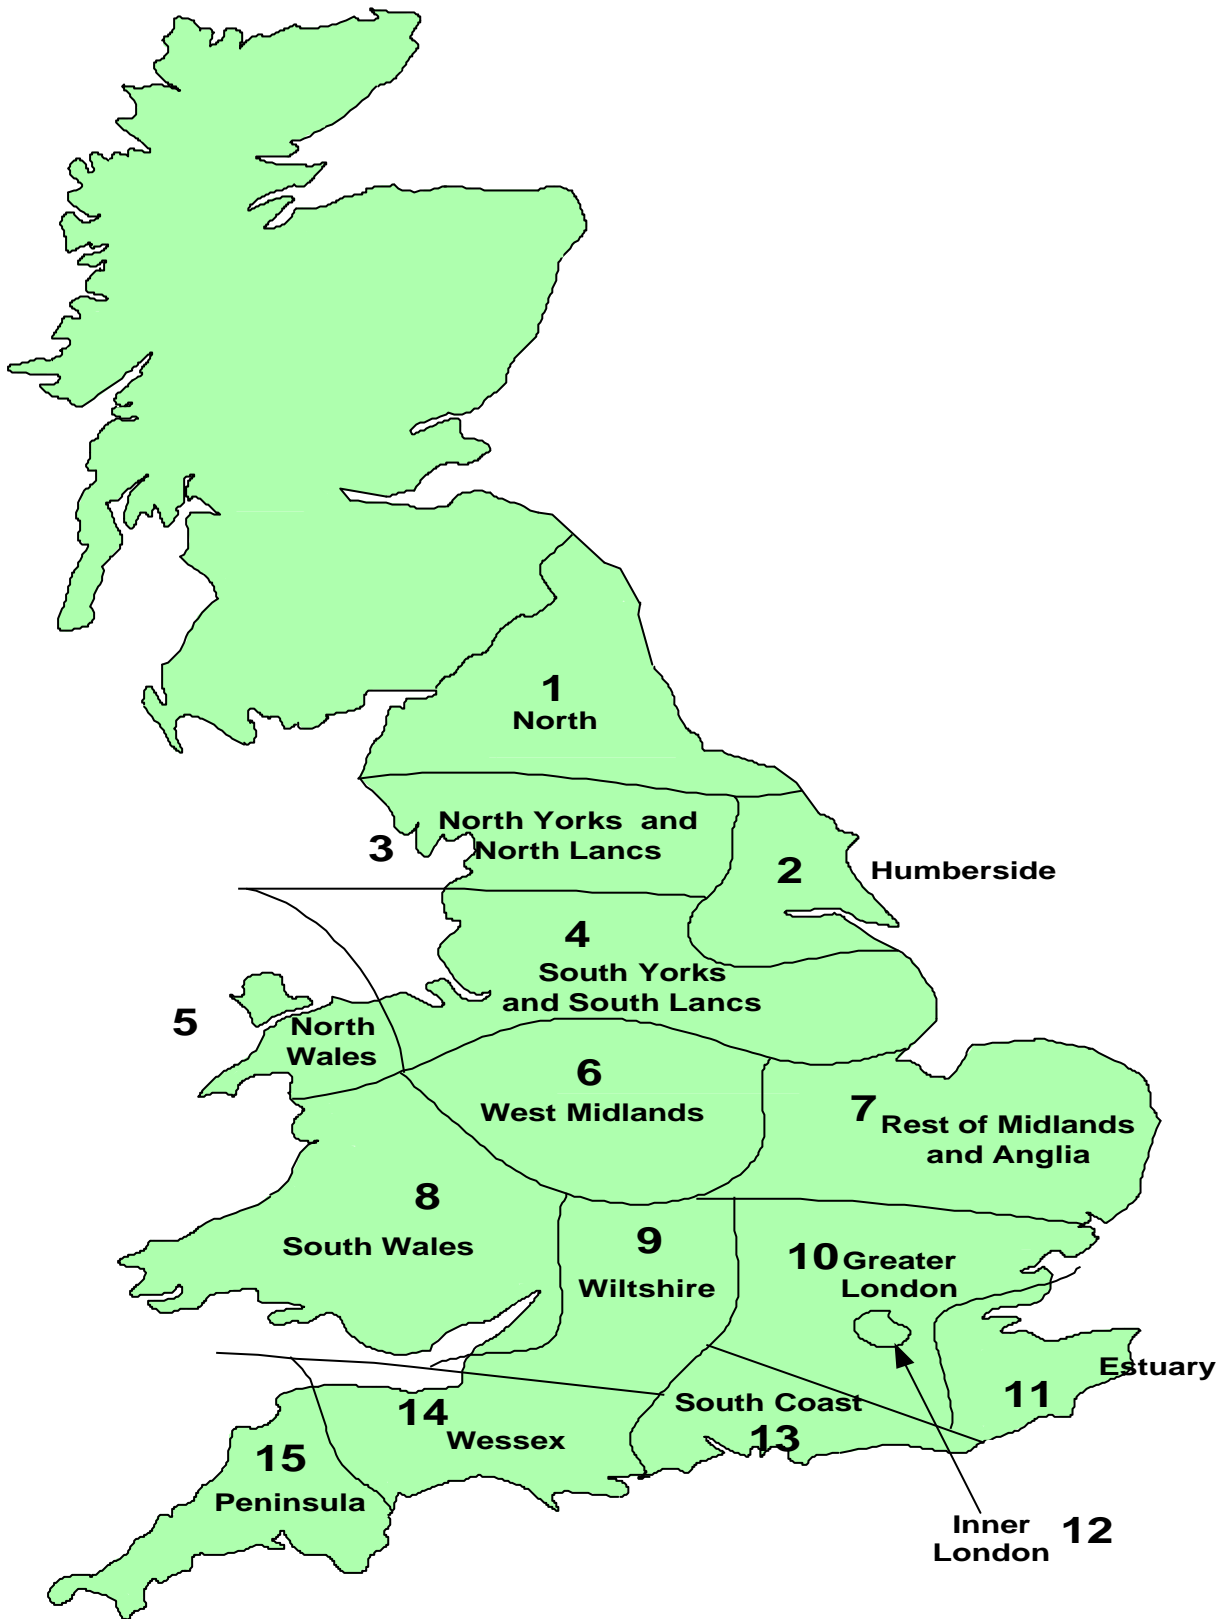 1
North
North Yorks and
North Lancs
3
2
Humberside
4
South Yorks
and South Lancs
5
North
Wales
6
West Midlands
7
Rest of Midlands
and Anglia
8
South Wales
9
Wiltshire
10 Greater
London
Estuary
11
South Coast
13
14
Wessex
15
Peninsula
Inner
London
12